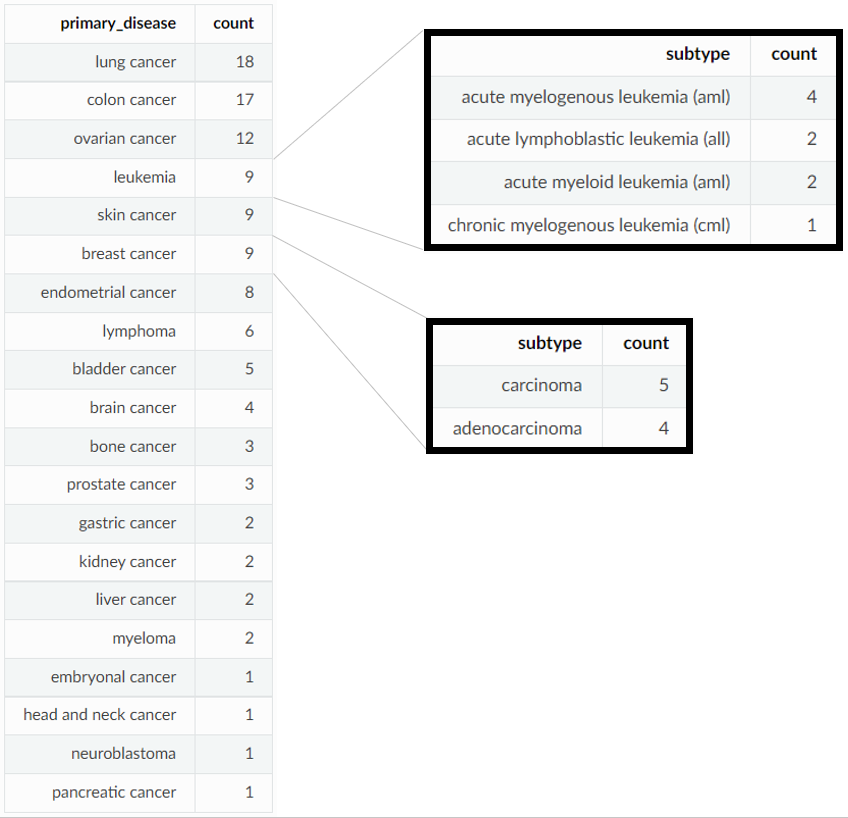 primary_disease count
lung cancer 18
colon cancer 17
ovarian cancer 12
leukemia 9
skin cancer 9
breast cancer 9
endometrial cancer 8
lymphoma 6
bladder cancer 5
brain cancer 4
bone cancer 3
prostate cancer 3
gastric cancer 2
kidney cancer 2
liver cancer 2
myeloma 2
embryonal cancer 1
head and neck cancer 1
neuroblastoma 1
pancreatic cancer 1
subtype count
acute myelogenous leukemia (aml) 4
acute lymphoblastic leukemia (all) 2
acute myeloid leukemia (aml) 2
chronic myelogenous leukemia (cml) 1
subtype count
carcinoma 5
adenocarcinoma 4